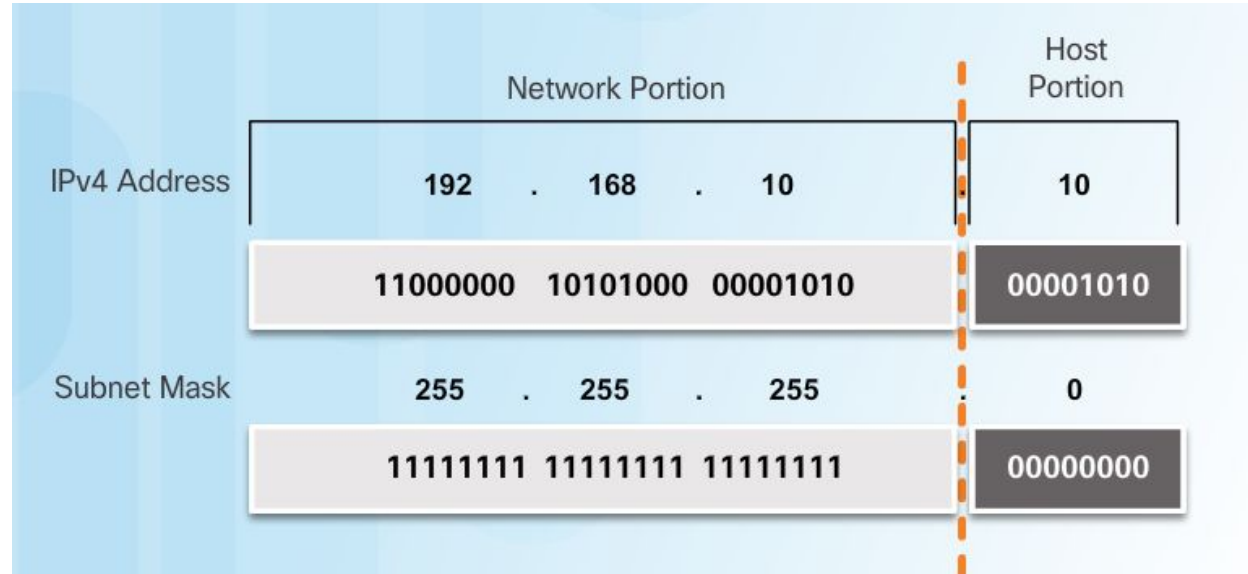 Network Portion
Host
Portion
IPv4 Address 192 . 168 . 10 . 10
11000000 10101000 00001010 00001010
Subnet Mask 255 . 255 . 255 . 0
11111111 11111111 11111111 00000000